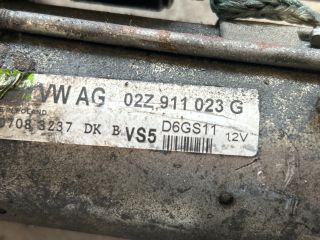 VW AG 02Z 911 023 G
0708 3237 DK B VS5 D6GS11 12V